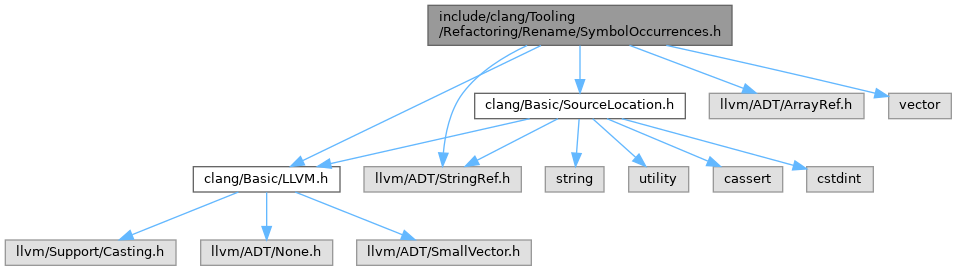 include/clang/Tooling
/Refactoring/Rename/SymbolOccurrences.h
clang/Basic/SourceLocation.h
llvm/ADT/ArrayRef.h
vector
clang/Basic/LLVM.h
llvm/ADT/StringRef.h
string
utility
cassert
cstdint
llvm/Support/Casting.h
llvm/ADT/None.h
llvm/ADT/SmallVector.h